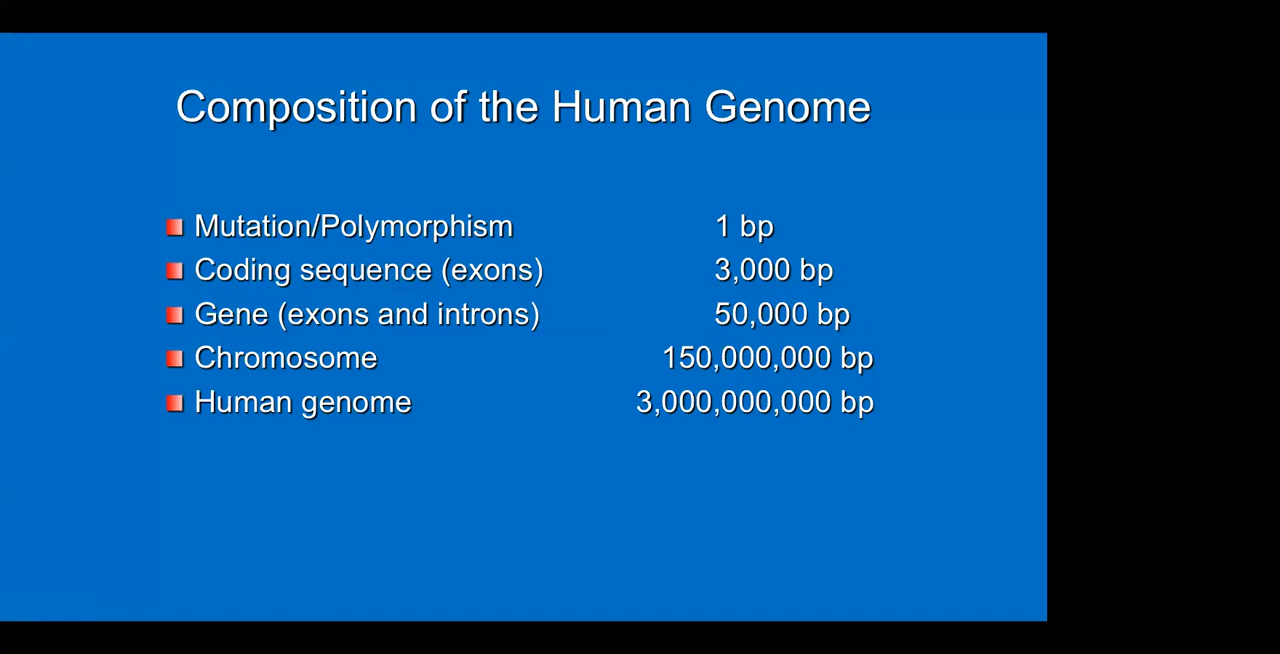 Composition of the Human Genome
Mutation/Polymorphism 1 bp
Coding sequence (exons) 3,000 bp
Gene (exons and introns) 50,000 bp
Chromosome 150,000,000 bp
Human genome 3,000,000,000 bp